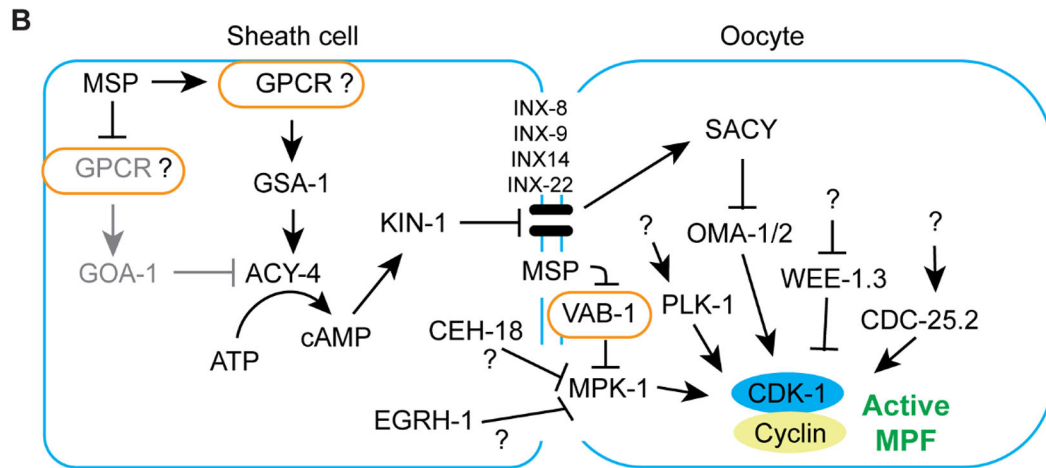 B
Sheath cell
Oocyte
MSP
GPCR ?
GPCR ?
GSA-1
GOA-1
ACY-4
ATP
cAMP
KIN-1
INX-8
INX-9
INX14
INX-22
MSP
VAB-1
CEH-18
?
EGRH-1
?
MPK-1
SACY
OMA-1/2
?
PLK-1
?
WEE-1.3
?
CDC-25.2
CDK-1
Cyclin
Active
MPF